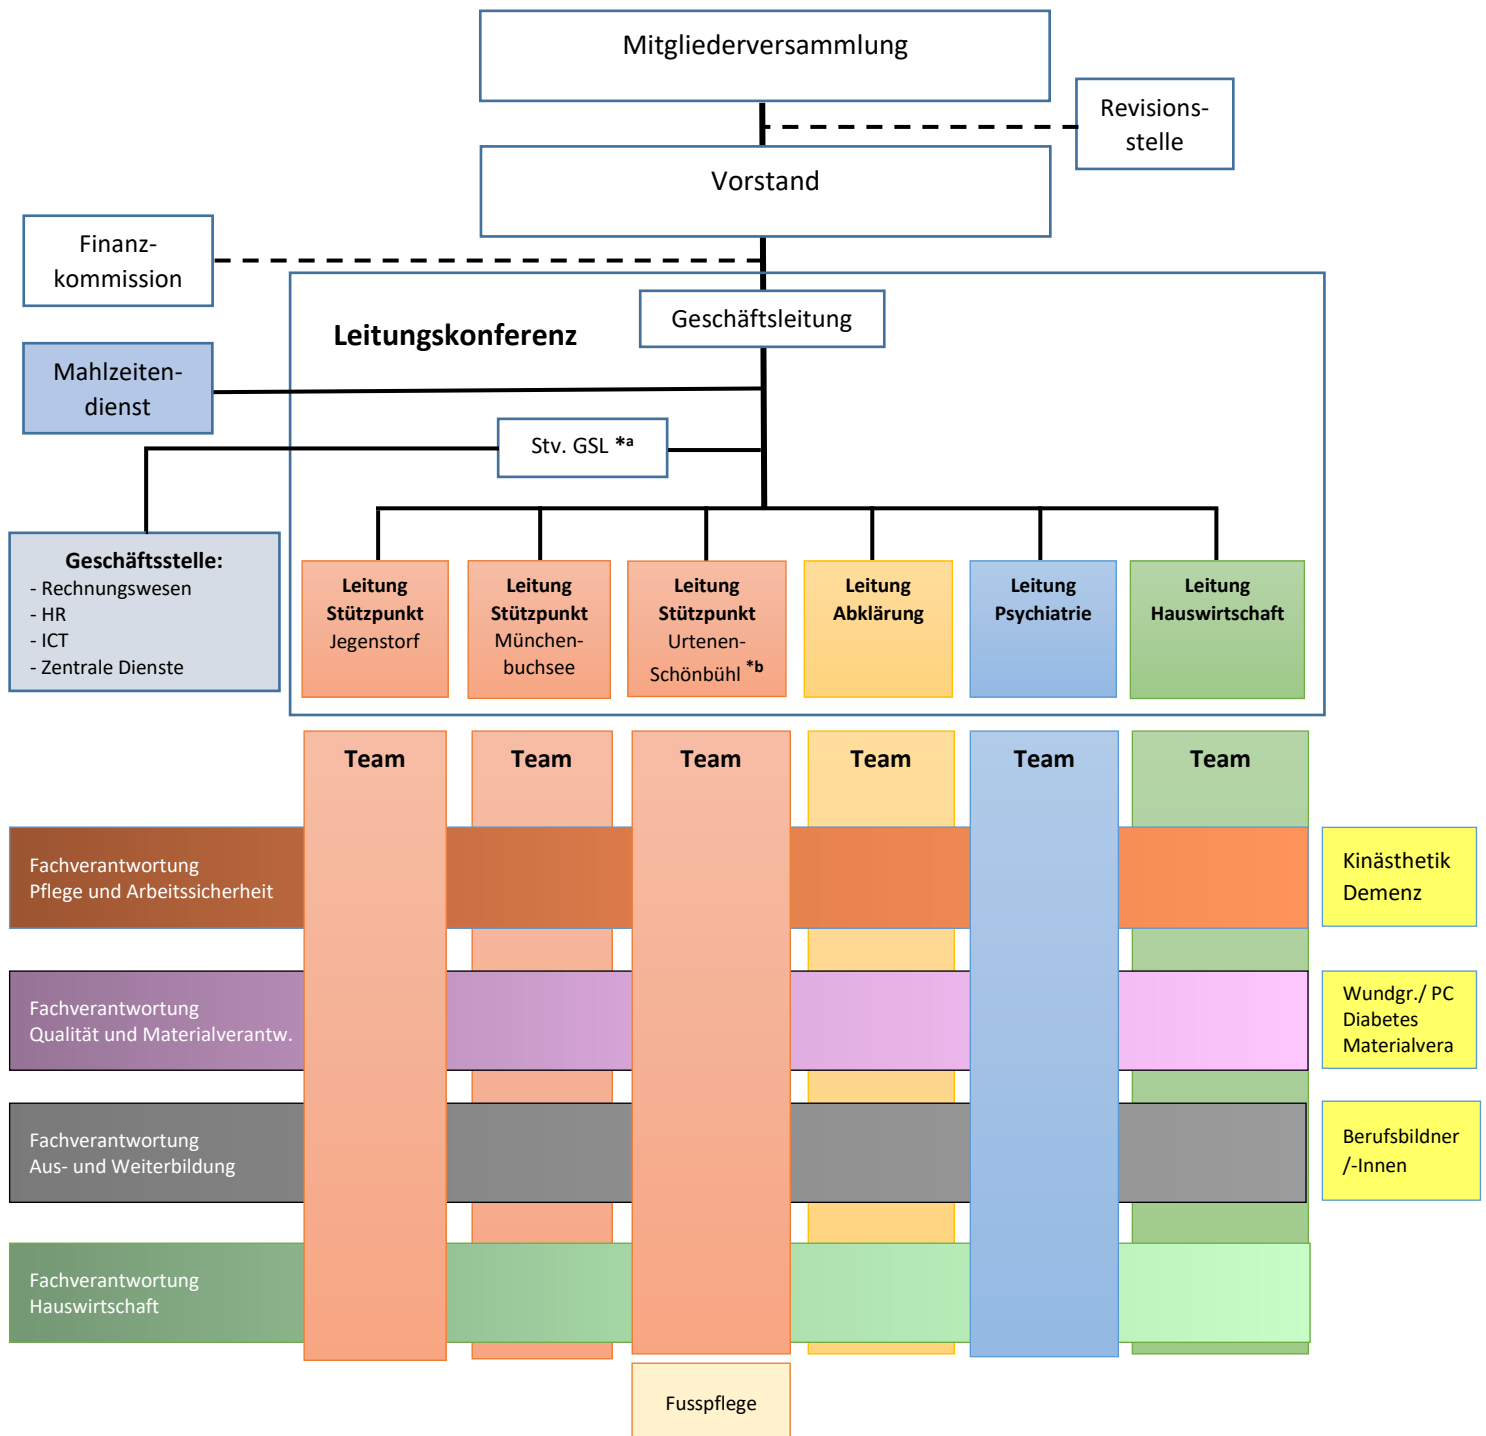 Mitgliederversammlung
Revisions-
stelle
Vorstand
Finanz-
kommission
Geschäftsleitung
Leitungskonferenz
Mahlzeiten-
dienst
Stv. GSL *a
Geschäftsstelle:
- Rechnungswesen
- HR
- ICT
- Zentrale Dienste
Leitung
Stützpunkt
Jegenstorf
Leitung
Stützpunkt
München-
buchsee
Leitung
Stützpunkt
Urtenen-
Schönbühl *b
Leitung
Abklärung
Leitung
Psychiatrie
Leitung
Hauswirtschaft
Team
Team
Team
Team
Team
Team
Fachverantwortung
Pflege und Arbeitssicherheit
Kinästhetik
Demenz
Fachverantwortung
Qualität und Materialverantw.
Wundgr./ PC
Diabetes
Materialvera
Fachverantwortung
Aus- und Weiterbildung
Berufsbildner
/-Innen
Fachverantwortung
Hauswirtschaft
Fusspflege